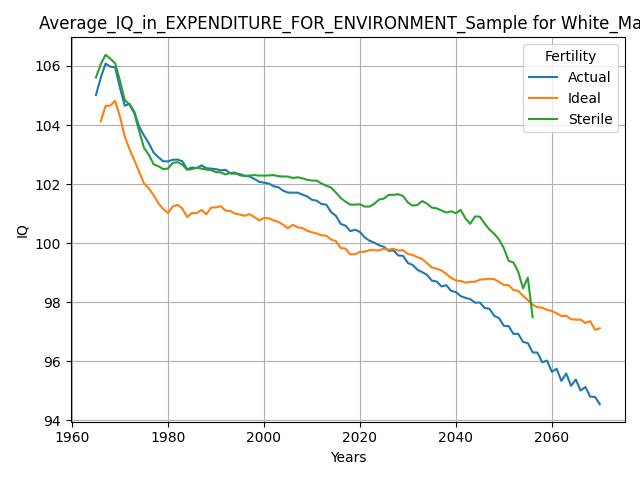 Average_IQ_in_EXPENDITURE_FOR_ENVIRONMENT_Sample for White_Ma
Fertility
Actual
Ideal
Sterile
IQ
106
104
102
100
98
96
94
1960
1980
2000
2020
2040
2060
Years